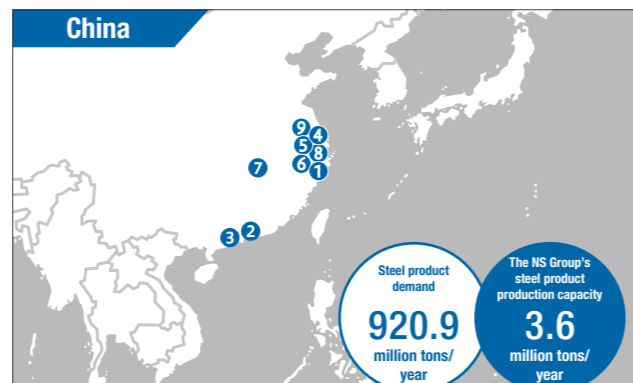 China
9
4
5
8
6
1
7
2
3
Steel product
demand
920.9
million tons/
year
The NS Group's
steel product
production capacity
3.6
million tons/
year